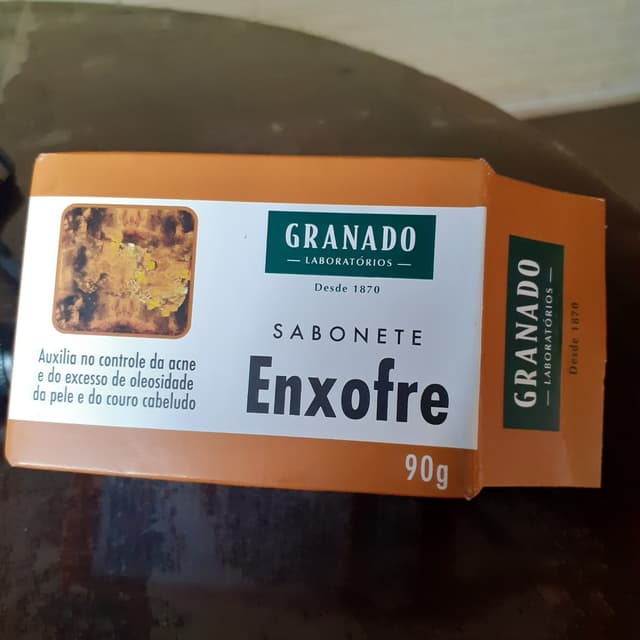 GRANADO
LABORATÓRIOS
Desde 1870
SABONETE
Enxofre
Auxilia no controle da acne
e do excesso de oleosidade
da pele e do couro cabeludo
90g
GRANADO
LABORATÓRIOS
Desde 1870